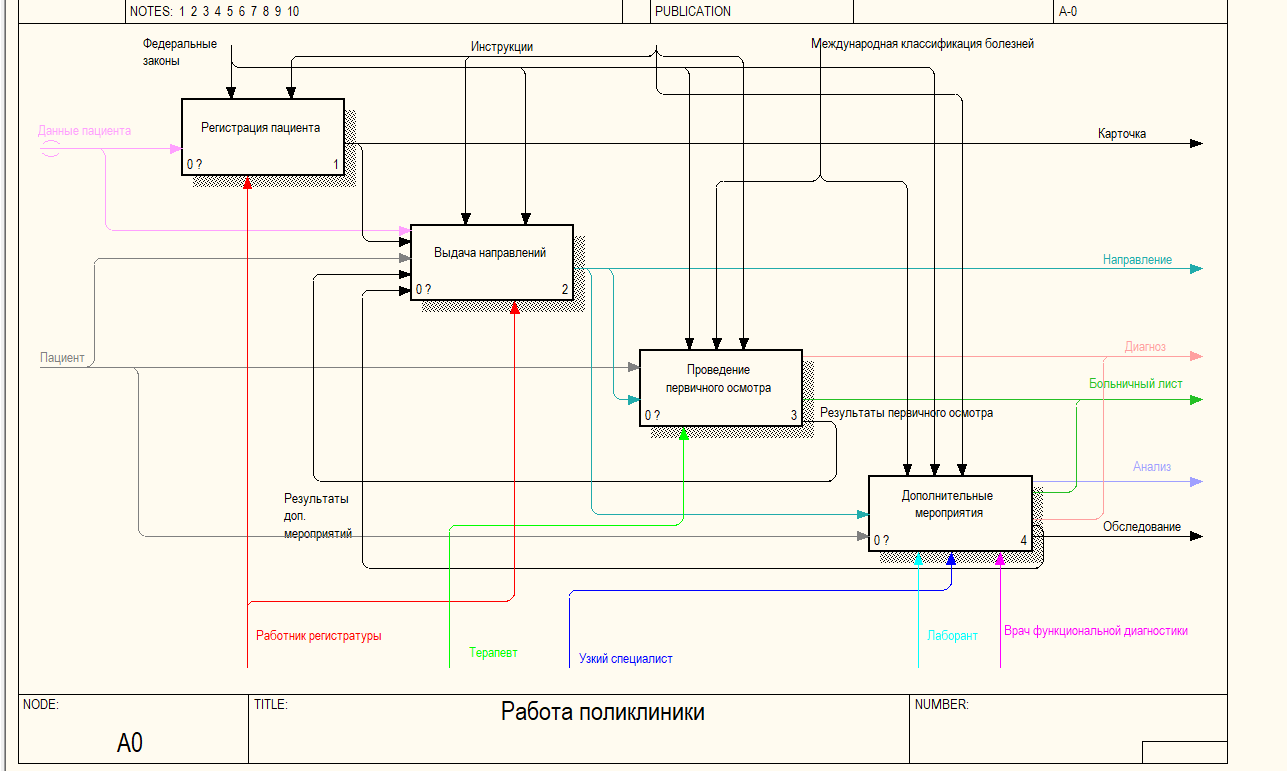 NOTES: 1 2 3 4 5 6 7 8 9 10
PUBLICATION
A-0
Федеральные
законы
Инструкции
Международная классификация болезней
Данные пациента
Регистрация пациента
0 ?
1
Карточка
Выдача направлений
0 ?
2
Направление
Пациент
Проведение
первичного осмотра
0 ?
3
Диагноз
Больничный лист
Результаты первичного осмотра
Анализ
Результаты
доп.
мероприятий
Дополнительные
мероприятия
0 ?
4
Обследование
Работник регистратуры
Терапевт
Узкий специалист
Лаборант
Врач функциональной диагностики
NODE:
A0
TITLE:
Работа поликлиники
NUMBER: